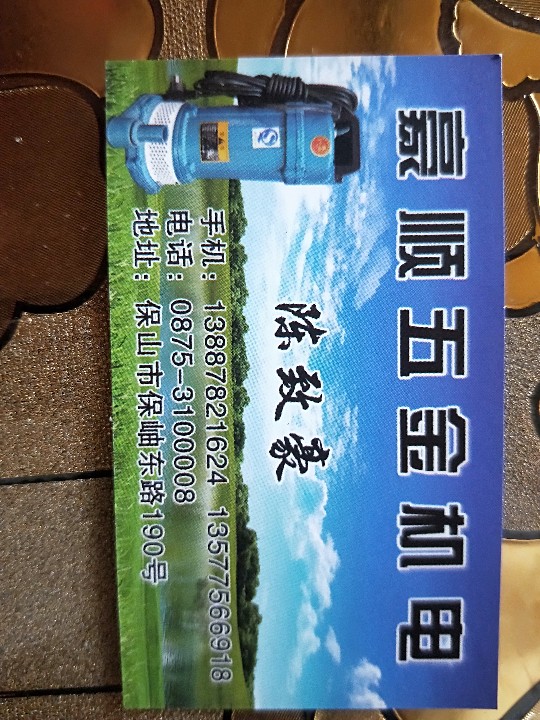 豪顺五金机电
陈致豪
手机：13887821624 13577566918
电话：0875-3100008
地址：保山市保岫东路190号